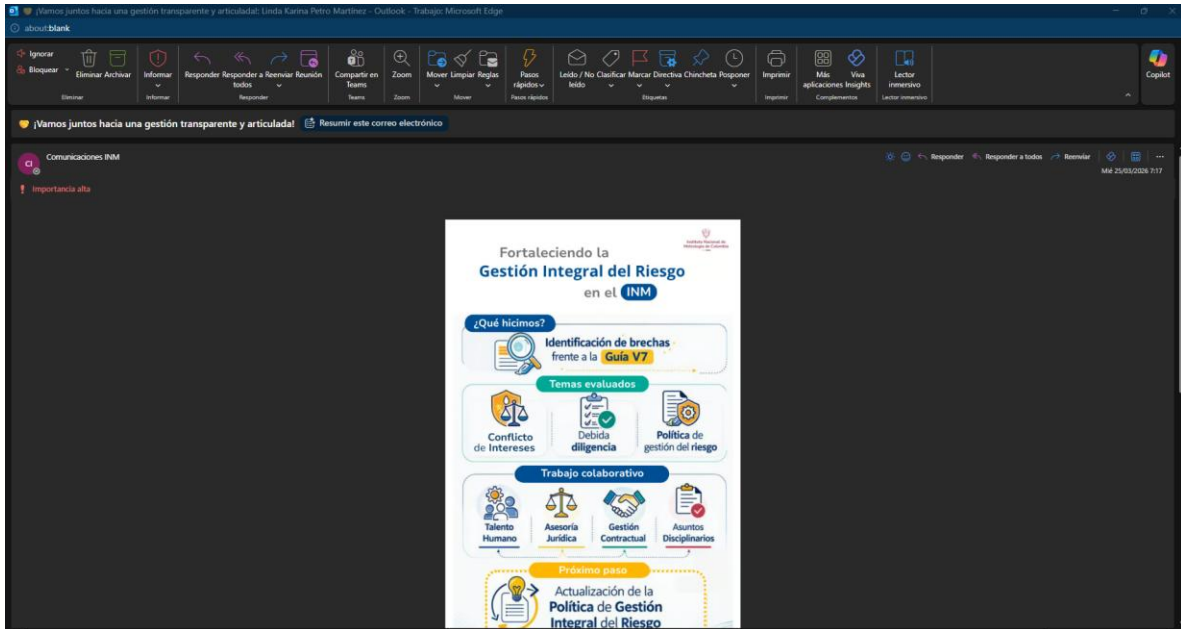 ¡Vamos juntos hacia una gestión transparente y articulada!: Linda Karina Petro Martínez - Outlook - Trabajo: Microsoft Edge
about:blank
Ignorar
Bloquear
Eliminar Archivar
Informar
Responder Responder a todos Reenviar Reunión
Compartir en Teams
Zoom
Mover Limpiar Reglas
Pasos rápidos
Leído / No leído Clasificar Marcar Directiva Chincheta Posponer
Imprimir
Más aplicaciones Viva Insights
Lector inmersivo
Copilot
Eliminar Informar Responder Teams Zoom Mover Pasos rápidos Etiquetas Imprimir Complementos Lector inmersivo
¡Vamos juntos hacia una gestión transparente y articulada! Resumir este correo electrónico
CI
Comunicaciones INM
Responder Responder a todos Reenviar
Mié 25/03/2026 7:17
Importancia alta
Instituto Nacional de
Metrología de Colombia
Fortaleciendo la
Gestión Integral del Riesgo
en el INM
¿Qué hicimos?
Identificación de brechas
frente a la Guía V7
Temas evaluados
Conflicto
de Intereses
Debida
diligencia
Política de
gestión del riesgo
Trabajo colaborativo
Talento
Humano
Asesoría
Jurídica
Gestión
Contractual
Asuntos
Disciplinarios
Próximo paso
Actualización de la
Política de Gestión
Integral del Riesgo